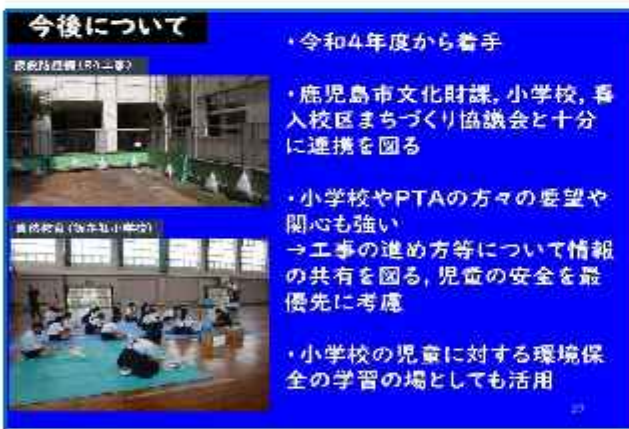 今後について
・令和4年度から着手
・鹿児島市文化財課,小学校,喜
入校区まちづくり協議会と十分
に連携を図る
・小学校やPTAの方々の要望や
関心も強い
→工事の進め方等について情報
の共有を図る,児童の安全を最
優先に考慮
・小学校の児童に対する環境保
全の学習の場としても活用